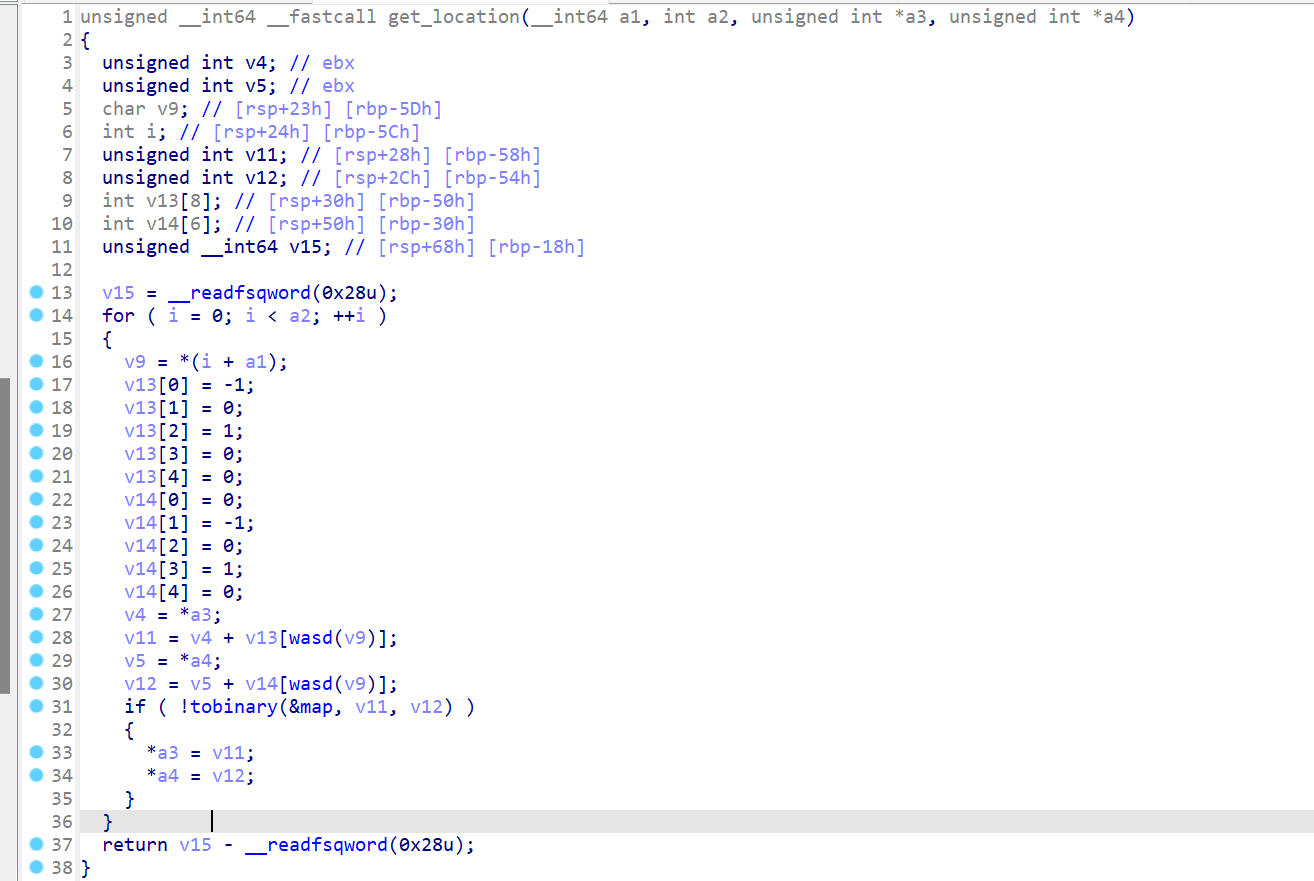 1 unsigned __int64 __fastcall get_location(__int64 a1, int a2, unsigned int *a3, unsigned int *a4)
2 {
3   unsigned int v4; // ebx
4   unsigned int v5; // ebx
5   char v9; // [rsp+23h] [rbp-5Dh]
6   int i; // [rsp+24h] [rbp-5Ch]
7   unsigned int v11; // [rsp+28h] [rbp-58h]
8   unsigned int v12; // [rsp+2Ch] [rbp-54h]
9   int v13[8]; // [rsp+30h] [rbp-50h]
10   int v14[6]; // [rsp+50h] [rbp-30h]
11   unsigned __int64 v15; // [rsp+68h] [rbp-18h]
12
13   v15 = __readfsqword(0x28u);
14   for ( i = 0; i < a2; ++i )
15   {
16     v9 = *(i + a1);
17     v13[0] = -1;
18     v13[1] = 0;
19     v13[2] = 1;
20     v13[3] = 0;
21     v13[4] = 0;
22     v14[0] = 0;
23     v14[1] = -1;
24     v14[2] = 0;
25     v14[3] = 1;
26     v14[4] = 0;
27     v4 = *a3;
28     v11 = v4 + v13[wasd(v9)];
29     v5 = *a4;
30     v12 = v5 + v14[wasd(v9)];
31     if ( !tobinary(&map, v11, v12) )
32     {
33       *a3 = v11;
34       *a4 = v12;
35     }
36   }
37   return v15 - __readfsqword(0x28u);
38 }